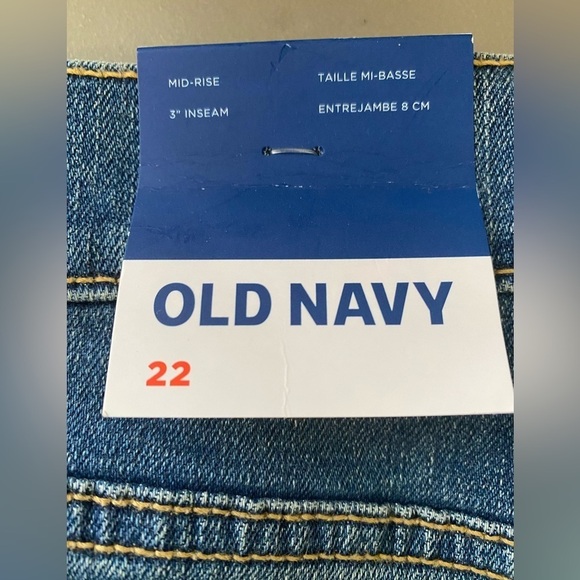 MID-RISE
TAILLE MI-BASSE
3" INSEAM
ENTREJAMBE 8 CM
OLD NAVY
22